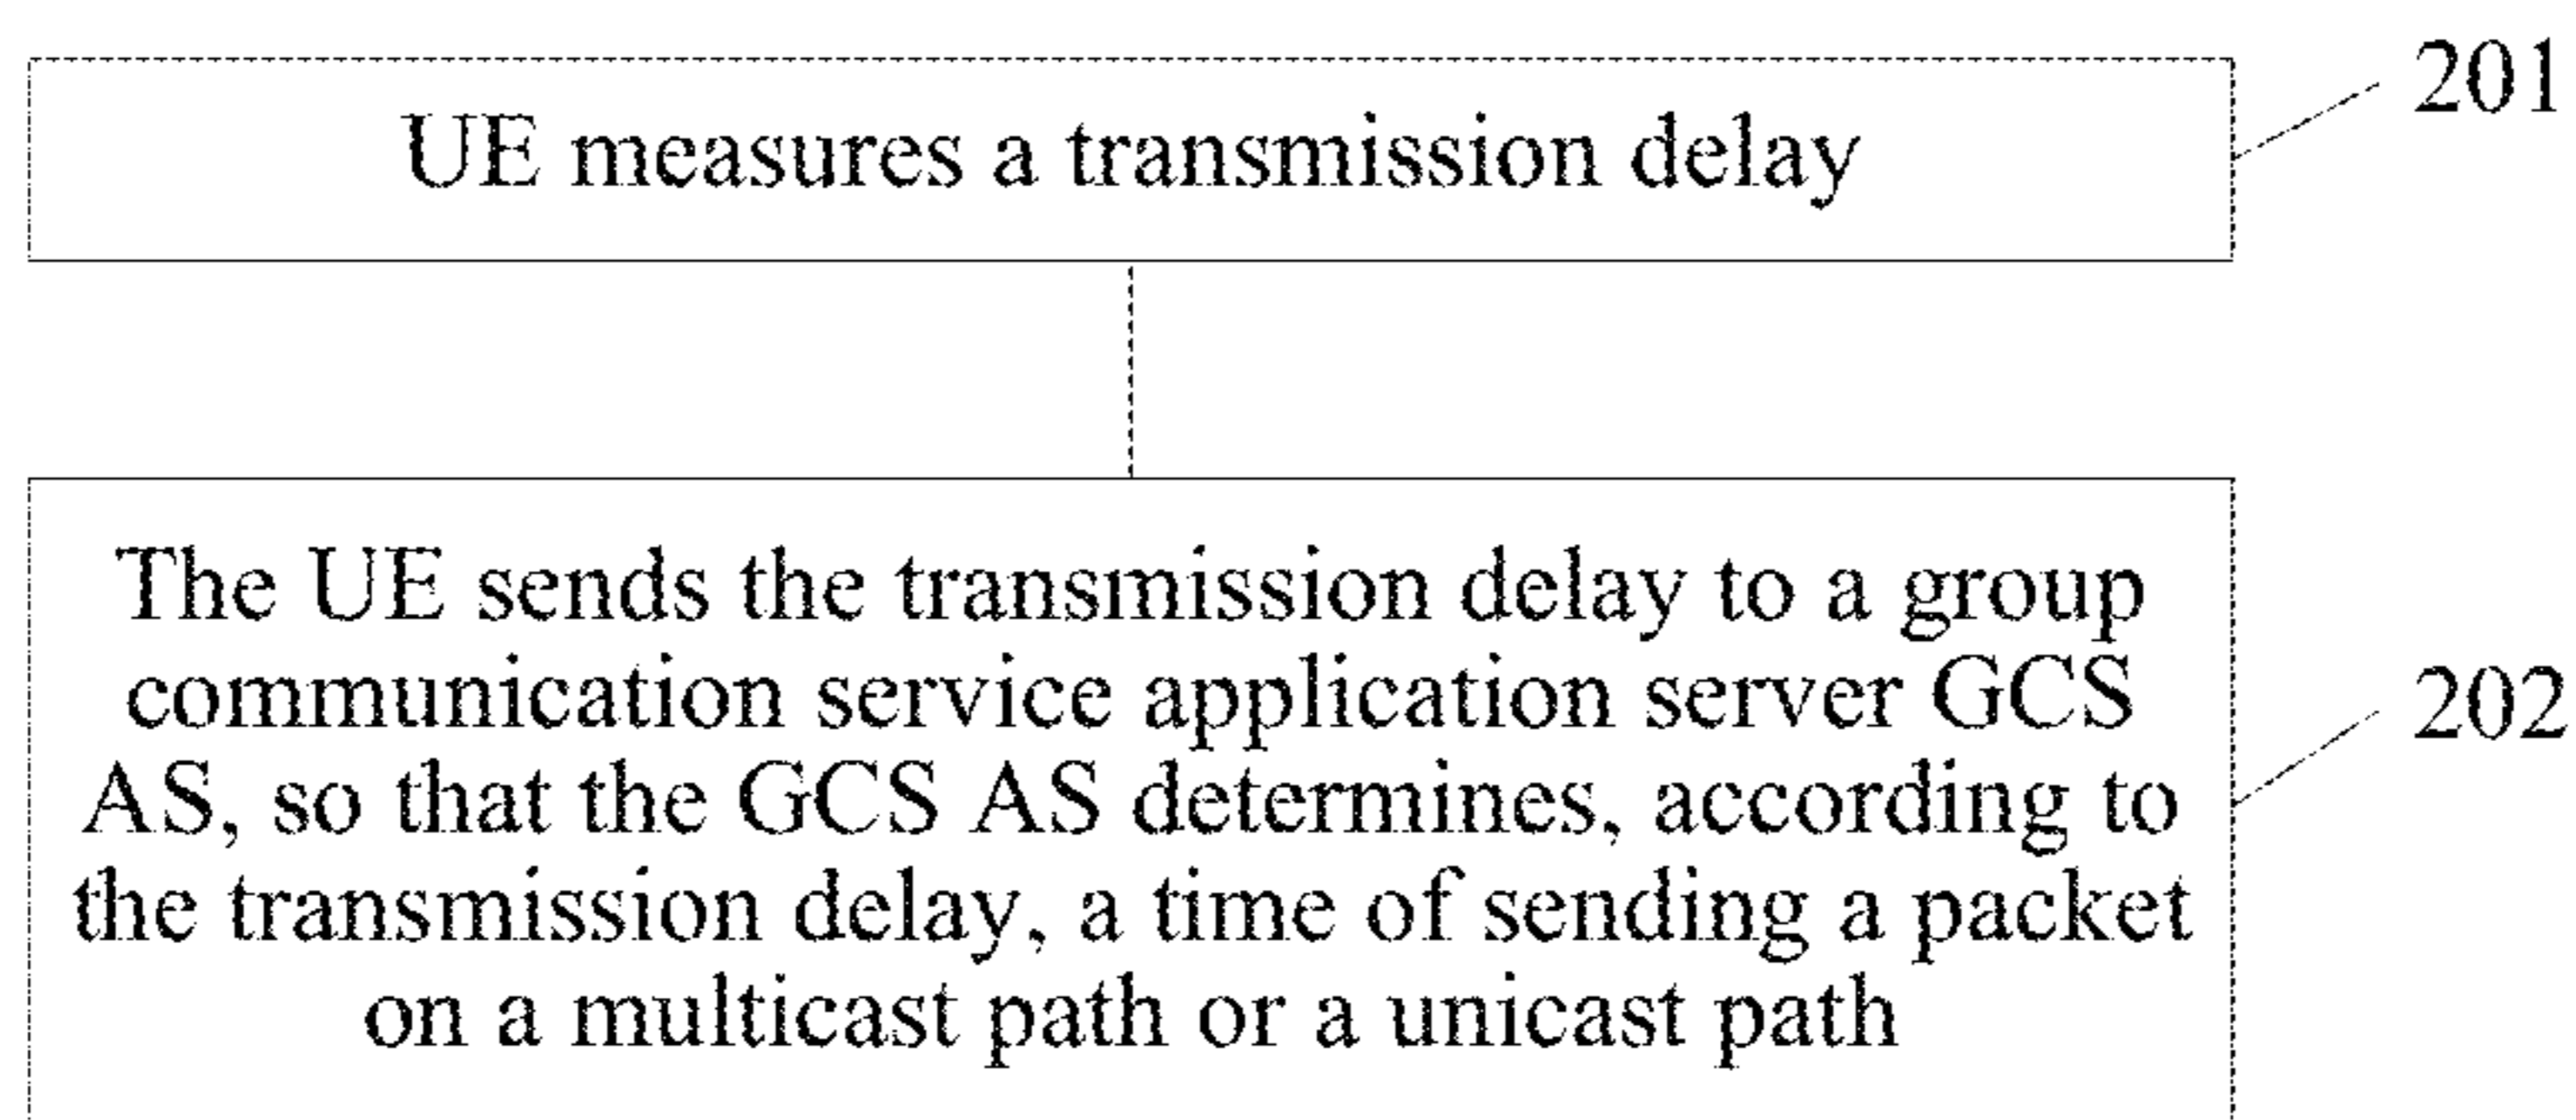 201
UE measures a transmission delay
The UE sends the transmission delay to a group
communication service application server GCS
AS, so that the GCS AS determines, according to
the transmission delay, a time of sending a packet
on a multicast path or a unicast path
202